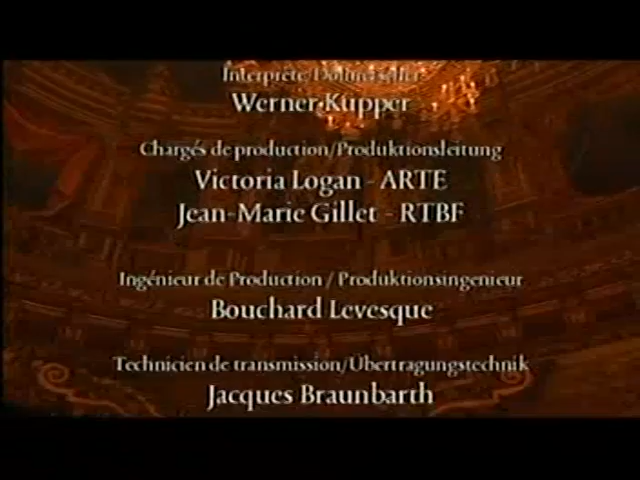 Interprète/Dolmetscher
Werner Kupper
Chargés de production/Produktionsleitung
Victoria Logan - ARTE
Jean-Marie Gillet - RTBF
Ingénieur de Production / Produktionsingenieur
Bouchard Levesque
Technicien de transmission/Übertragungstechnik
Jacques Braunbarth